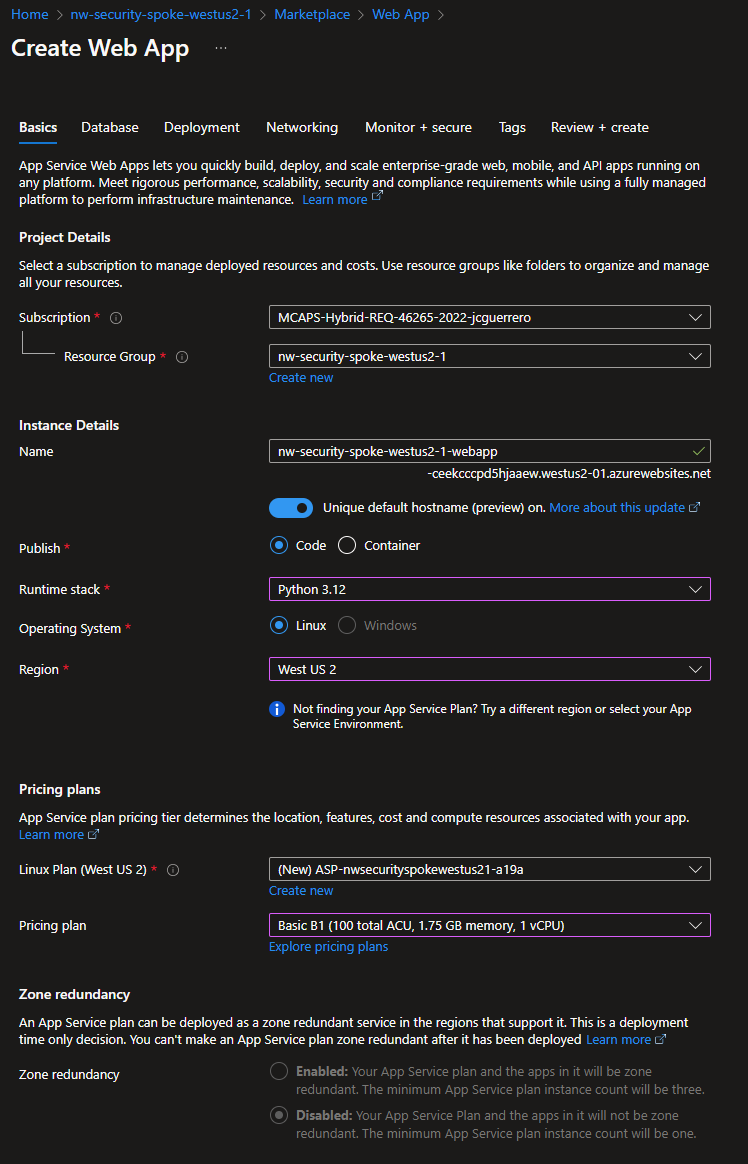 Home > nw-security-spoke-westus2-1 > Marketplace > Web App >
Create Web App ...
Basics Database Deployment Networking Monitor + secure Tags Review + create
App Service Web Apps lets you quickly build, deploy, and scale enterprise-grade web, mobile, and API apps running on
any platform. Meet rigorous performance, scalability, security and compliance requirements while using a fully managed
platform to perform infrastructure maintenance. Learn more
Project Details
Select a subscription to manage deployed resources and costs. Use resource groups like folders to organize and manage
all your resources.
Subscription * MCAPS-Hybrid-REQ-46265-2022-jcguerrero
Resource Group * nw-security-spoke-westus2-1
Create new
Instance Details
Name nw-security-spoke-westus2-1-webapp
-ceekcccpd5hjaaew.westus2-01.azurewebsites.net
Unique default hostname (preview) on. More about this update
Publish * Code Container
Runtime stack * Python 3.12
Operating System * Linux Windows
Region * West US 2
Not finding your App Service Plan? Try a different region or select your App
Service Environment.
Pricing plans
App Service plan pricing tier determines the location, features, cost and compute resources associated with your app.
Learn more
Linux Plan (West US 2) * (New) ASP-nwsecurityspokewestus21-a19a
Create new
Pricing plan Basic B1 (100 total ACU, 1.75 GB memory, 1 vCPU)
Explore pricing plans
Zone redundancy
An App Service plan can be deployed as a zone redundant service in the regions that support it. This is a deployment
time only decision. You can't make an App Service plan zone redundant after it has been deployed Learn more
Zone redundancy Enabled: Your App Service plan and the apps in it will be zone
redundant. The minimum App Service plan instance count will be three.
Disabled: Your App Service Plan and the apps in it will not be zone
redundant. The minimum App Service plan instance count will be one.